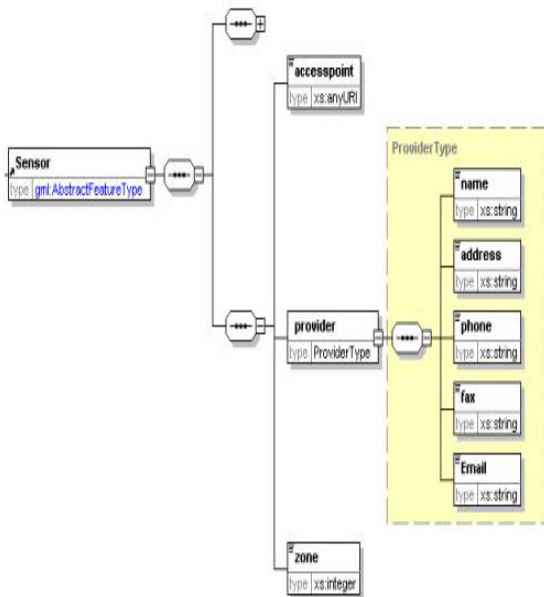 accesspoint
type xs:anyURI
Sensor
type gml:AbstractFeatureType
ProviderType
name
type xs:string
address
type xs:string
provider
type ProviderType
phone
type xs:string
fax
type xs:string
Email
type xs:string
zone
type xs:integer